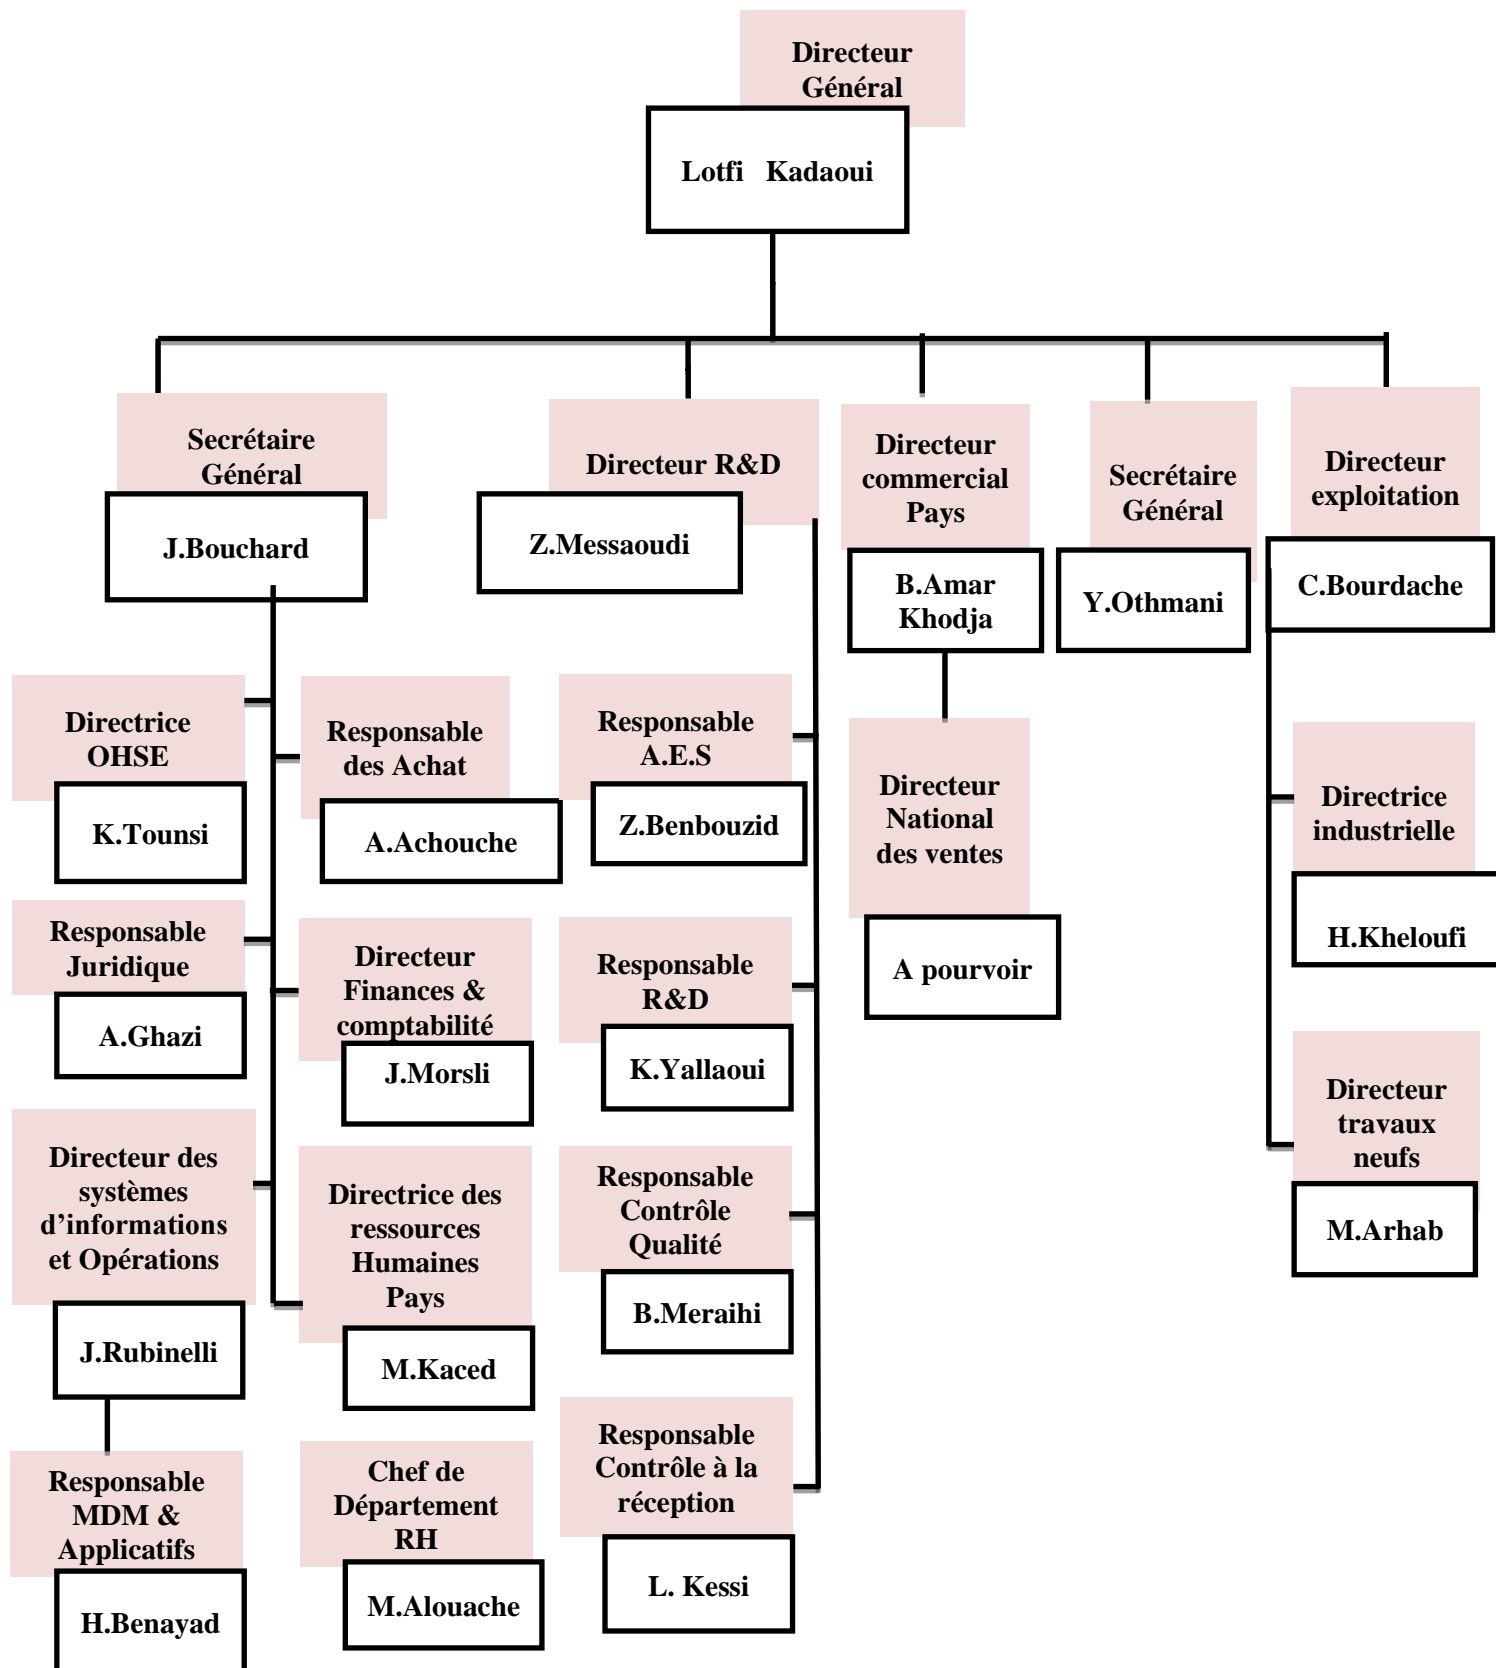 Directeur
Général
Lotfi Kadaoui
Secrétaire
Général
J.Bouchard
Directeur R&D
Z.Messaoudi
Directeur
commercial
Pays
B.Amar
Khodja
Secrétaire
Général
Y.Othmani
Directeur
exploitation
C.Bourdache
Directrice
OHSE
K.Tounsi
Responsable
des Achat
A.Achouche
Responsable
A.E.S
Z.Benbouzid
Directeur
National
des ventes
A pourvoir
Directrice
industrielle
H.Kheloufi
Responsable
Juridique
A.Ghazi
Directeur
Finances &
comptabilité
J.Morsli
Responsable
R&D
K.Yallaoui
Directeur
travaux
neufs
M.Arhab
Directeur des
systèmes
d’informations
et Opérations
J.Rubinelli
Directrice des
ressources
Humaines
Pays
M.Kaced
Responsable
Contrôle
Qualité
B.Meraihi
Responsable
MDM &
Applicatifs
H.Benayad
Chef de
Département
RH
M.Alouache
Responsable
Contrôle à la
réception
L. Kessi